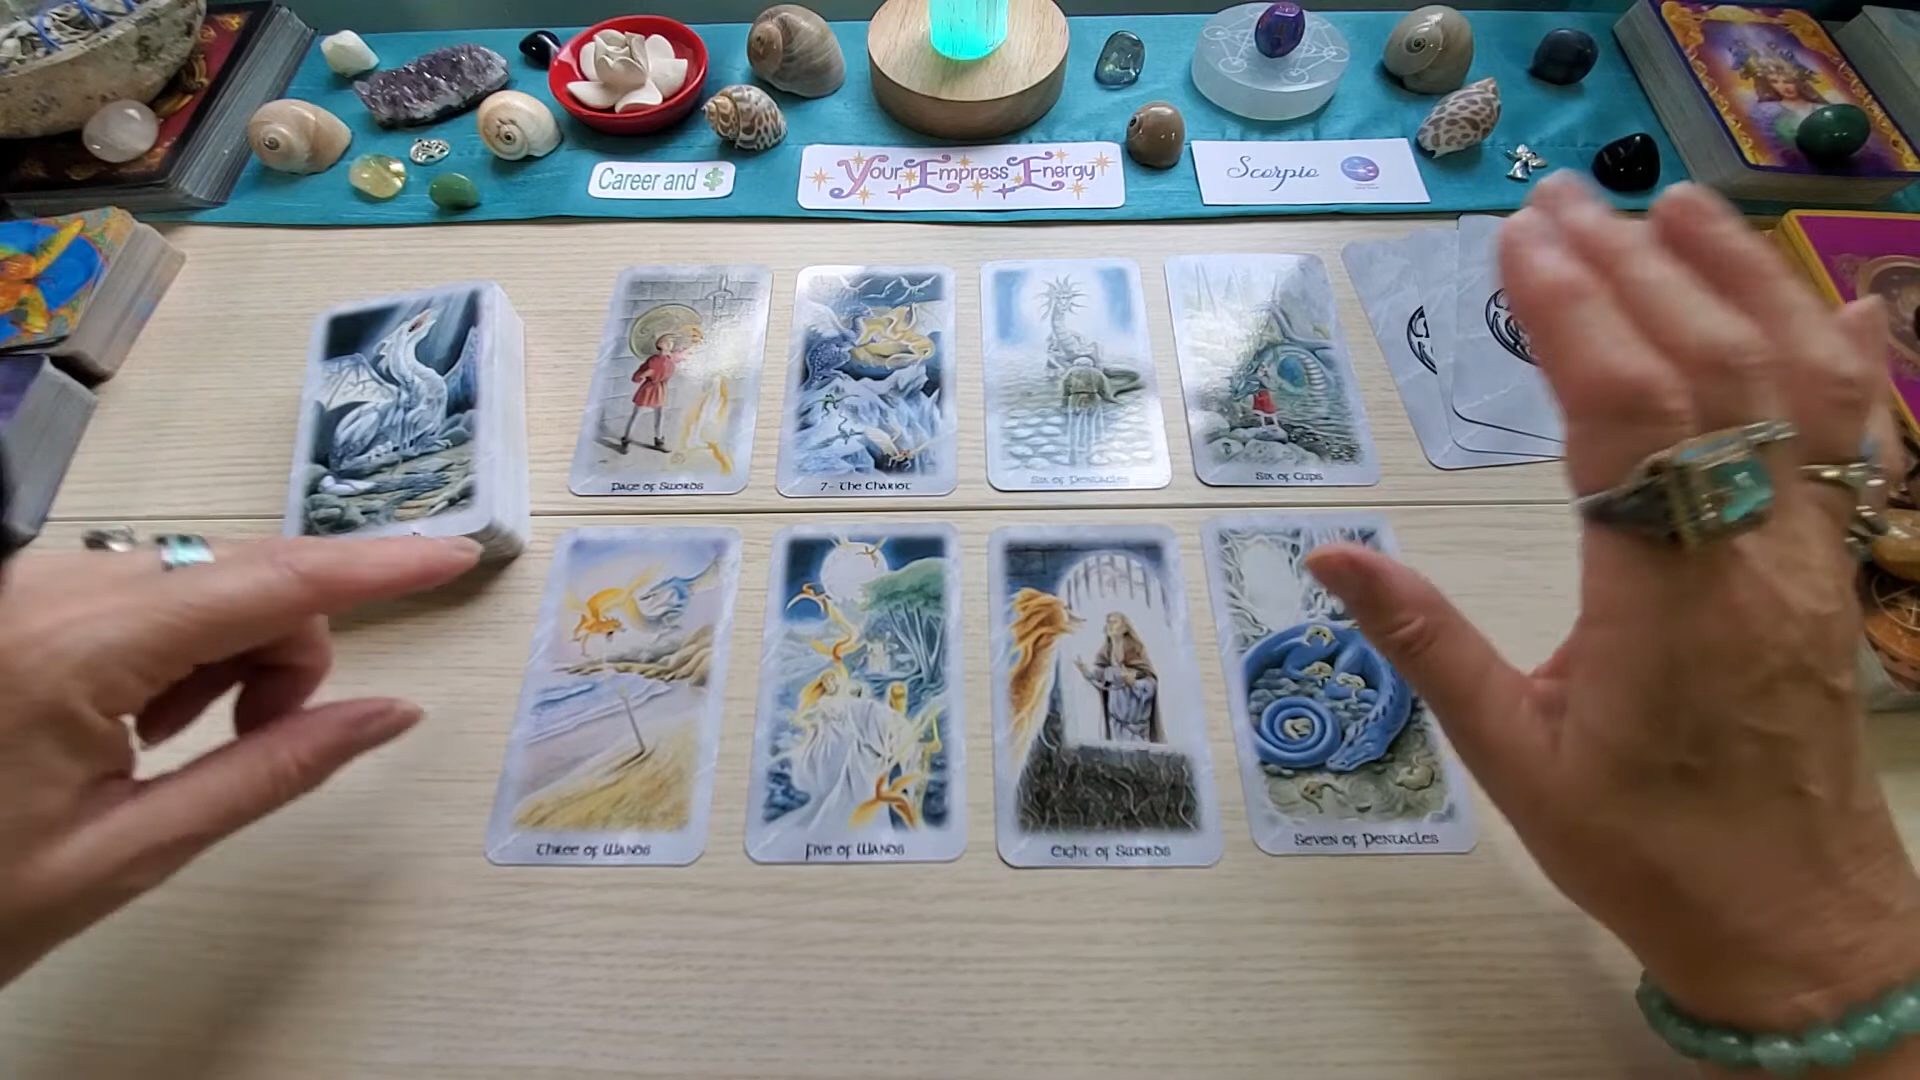 Career and $
Your Empress Energy
Scorpio
Page of Swords
7- The Chariot
Six of Pentacles
Six of Cups
Three of Wands
Five of Wands
Eight of Swords
Seven of Pentacles